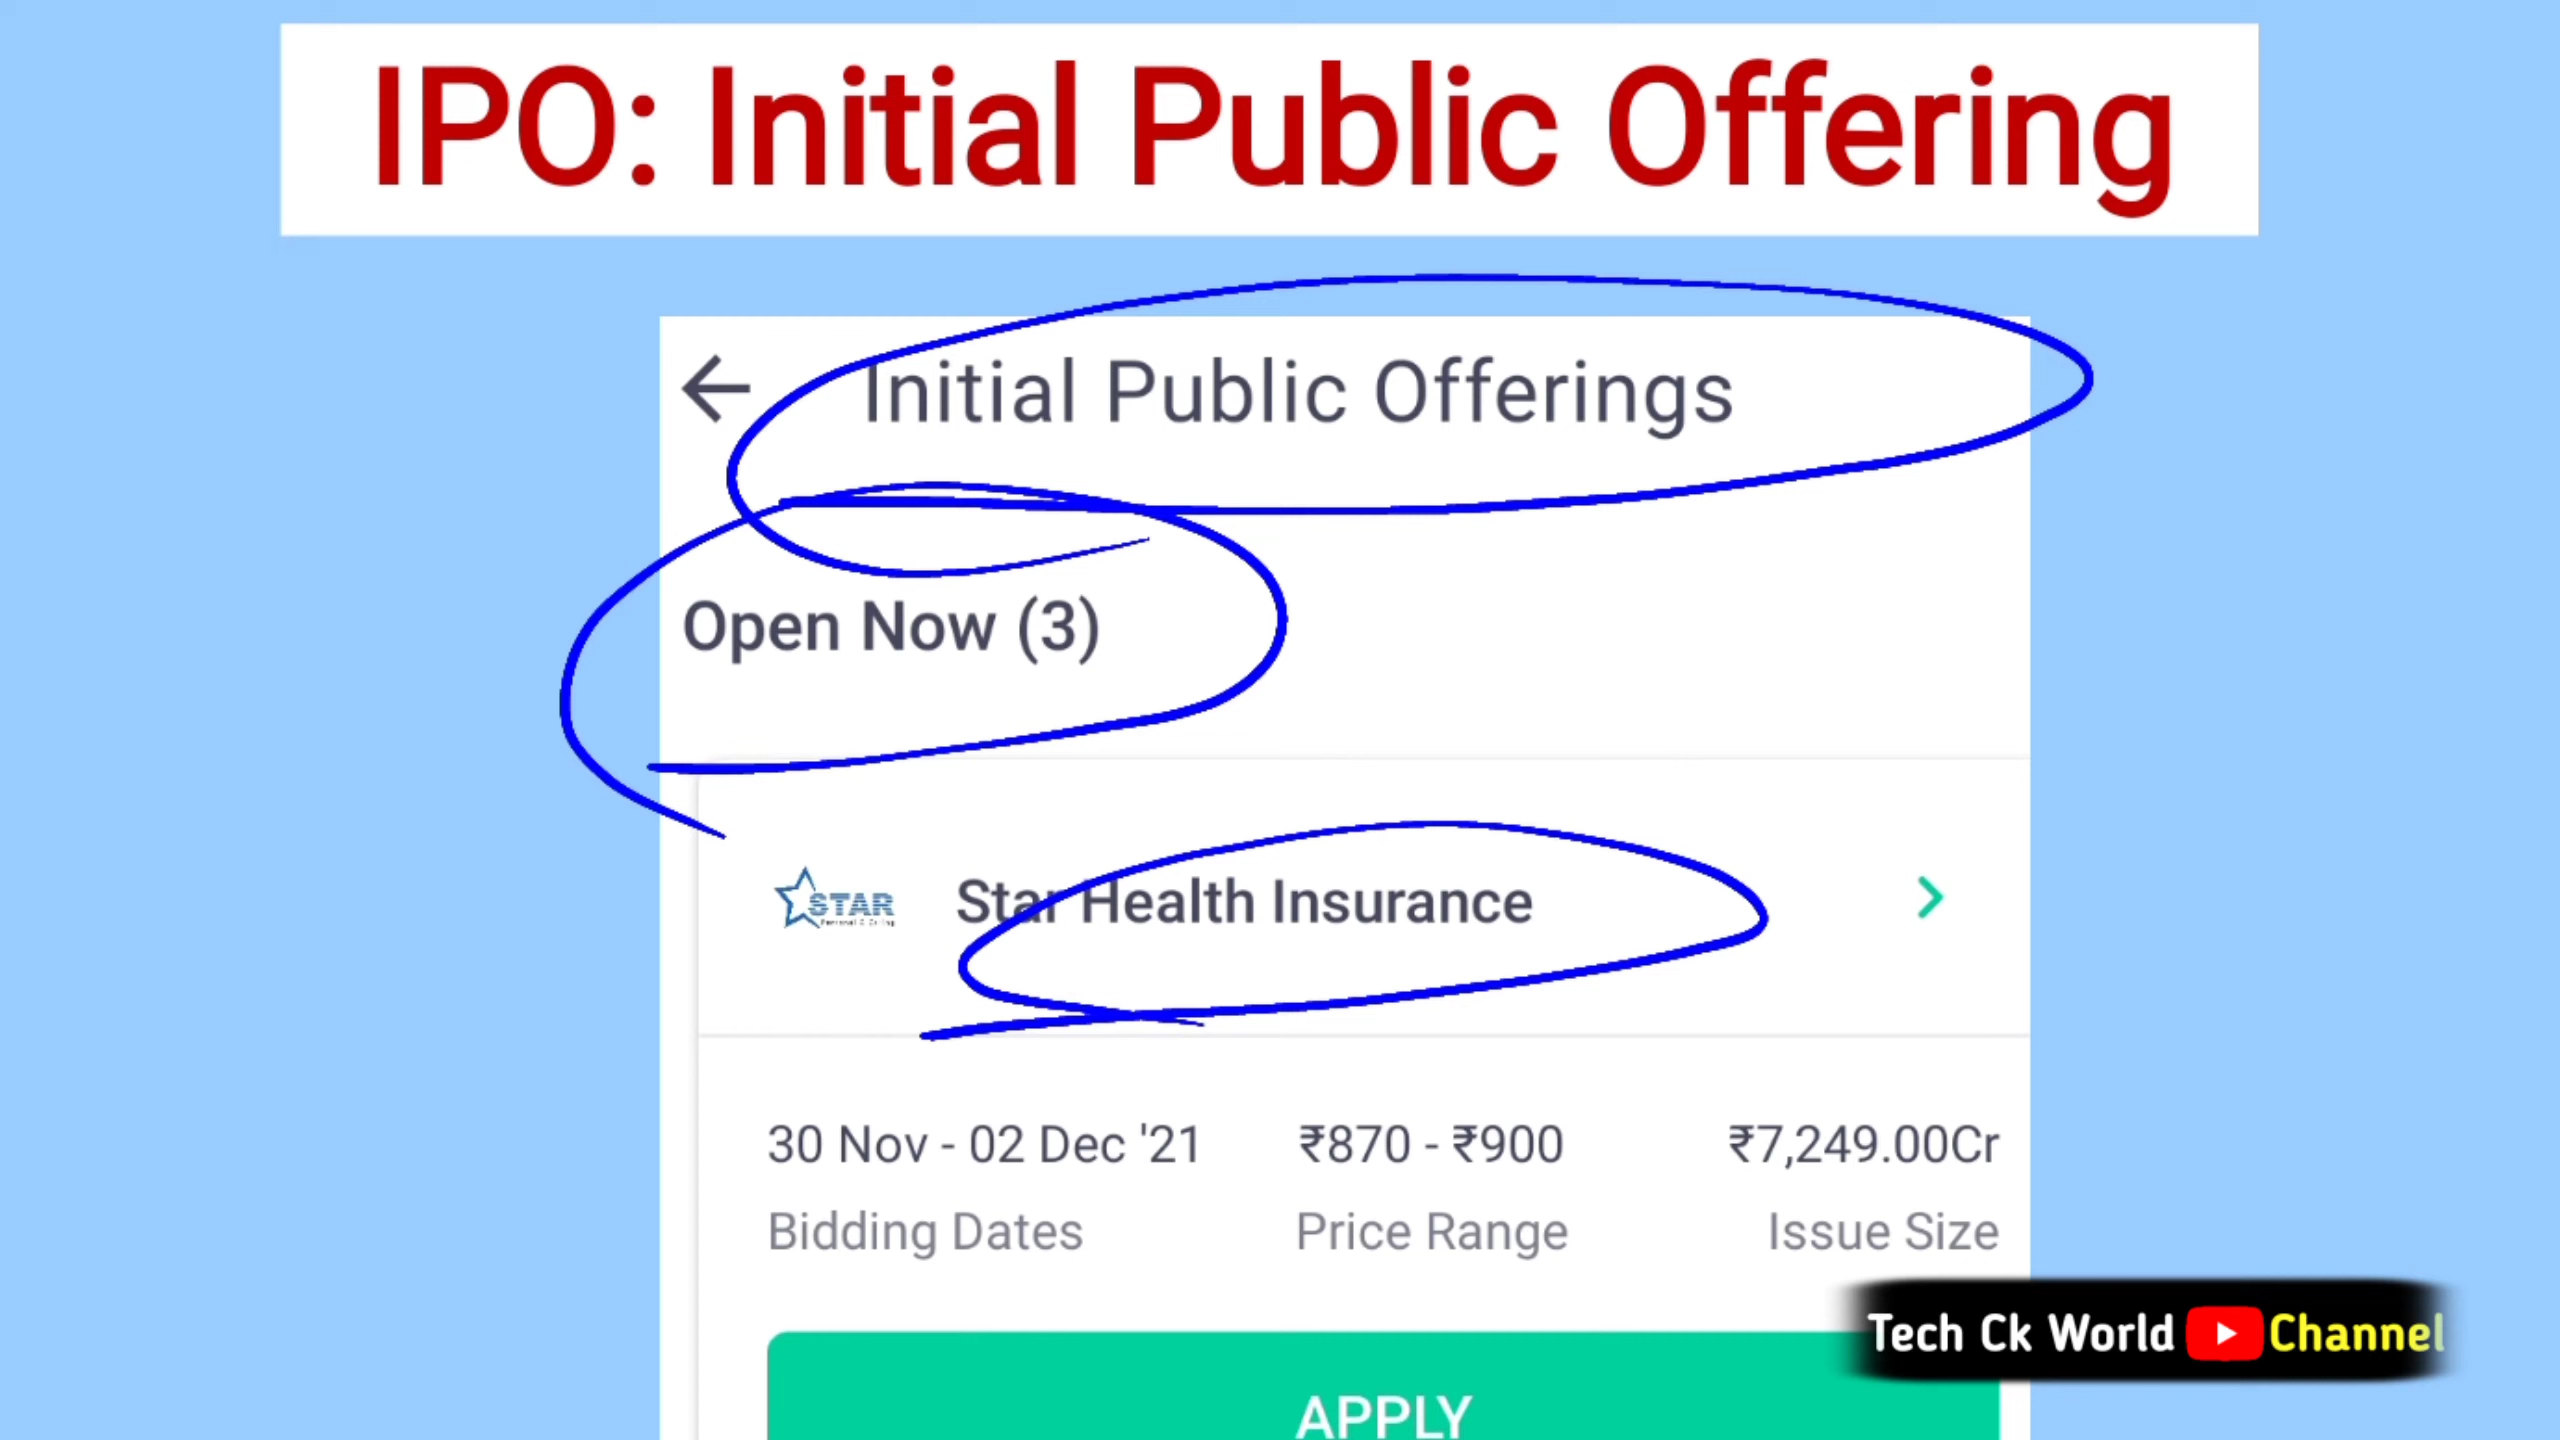 IPO: Initial Public Offering
Initial Public Offerings
Open Now (3)
STAR
Star Health Insurance
30 Nov - 02 Dec '21 ₹870 - ₹900 ₹7,249.00Cr
Bidding Dates Price Range Issue Size
Tech Ck World Channel
APPLY